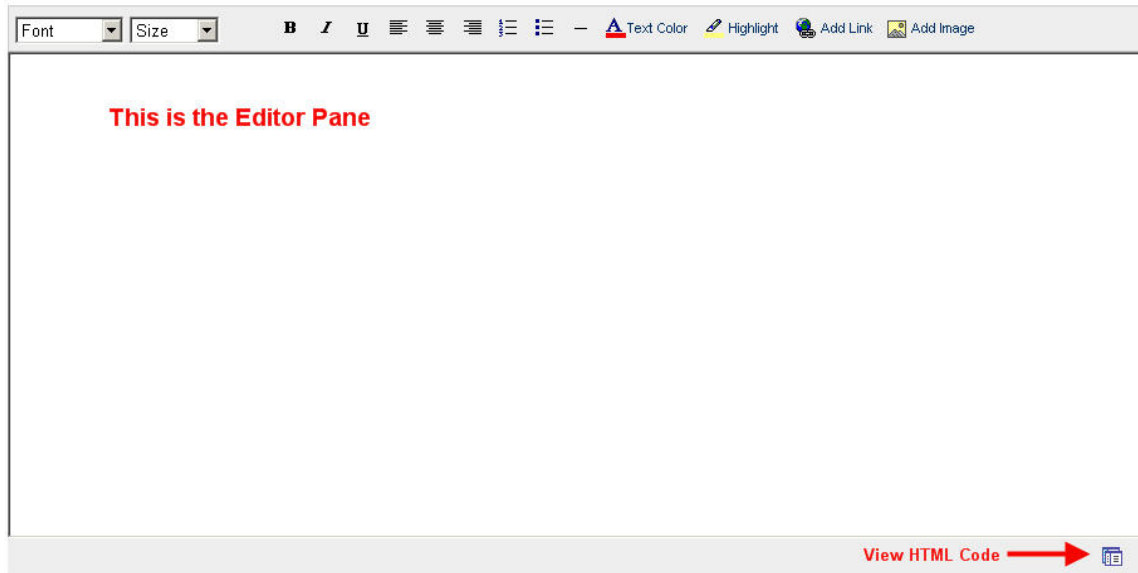 Font Size B I U Text Color Highlight Add Link Add Image
This is the Editor Pane
View HTML Code